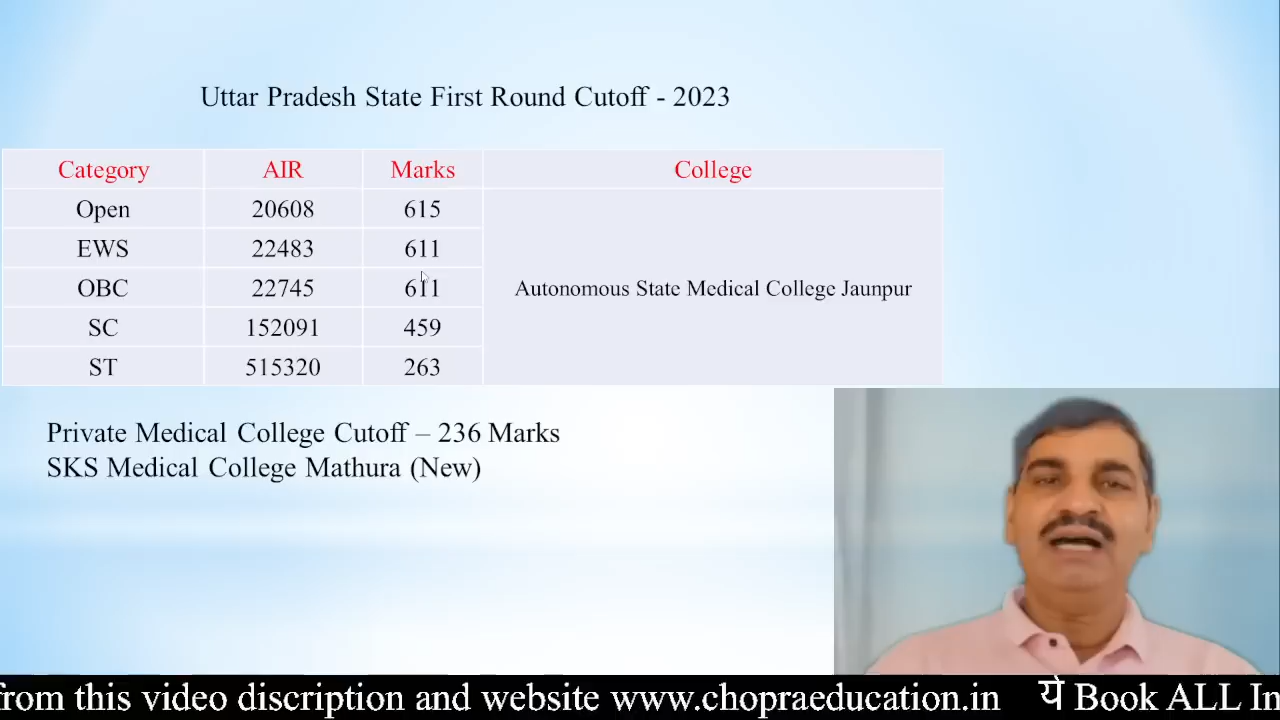 Uttar Pradesh State First Round Cutoff - 2023
Category AIR Marks College
Open 20608 615
EWS 22483 611
OBC 22745 611 Autonomous State Medical College Jaunpur
SC 152091 459
ST 515320 263
Private Medical College Cutoff – 236 Marks
SKS Medical College Mathura (New)
from this video discription and website www.chopraeducation.in ये Book ALL In